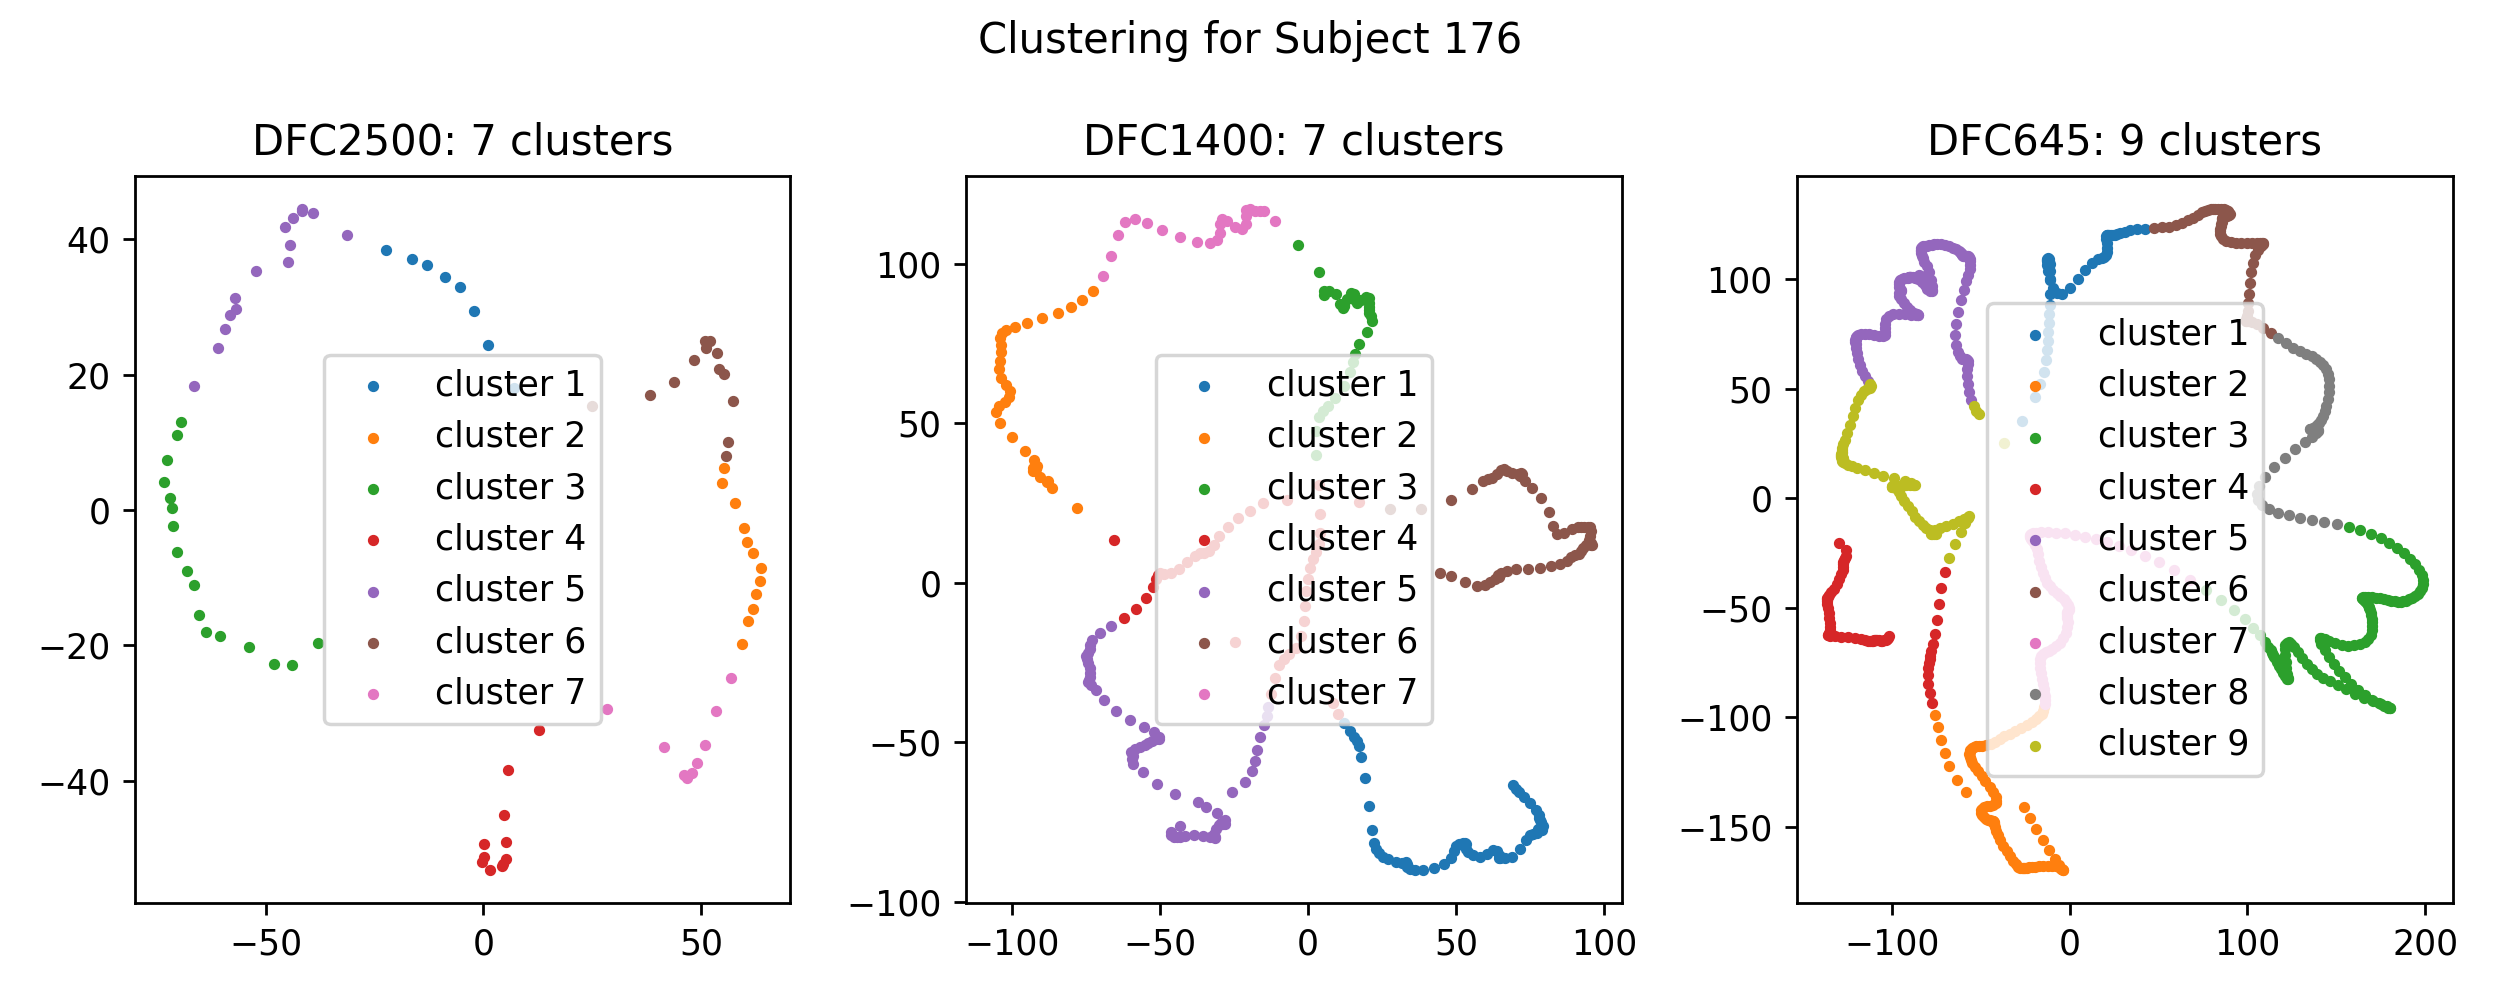 Clustering for Subject 176
DFC2500: 7 clusters
40
20
0
−20
−40
−50
0
50
cluster 1
cluster 2
cluster 3
cluster 4
cluster 5
cluster 6
cluster 7
DFC1400: 7 clusters
100
50
0
−50
−100
−100
−50
0
50
100
cluster 1
cluster 2
cluster 3
cluster 4
cluster 5
cluster 6
cluster 7
DFC645: 9 clusters
100
50
0
−50
−100
−150
−100
0
100
200
cluster 1
cluster 2
cluster 3
cluster 4
cluster 5
cluster 6
cluster 7
cluster 8
cluster 9